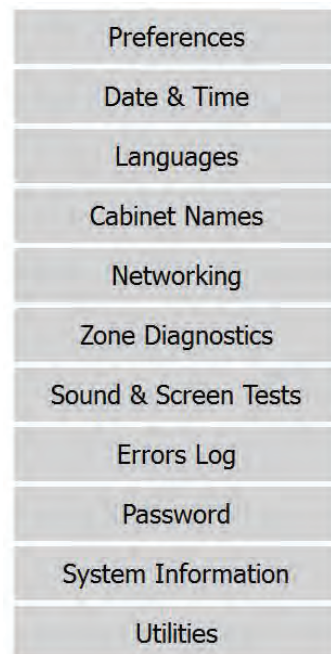 Preferences
Date & Time
Languages
Cabinet Names
Networking
Zone Diagnostics
Sound & Screen Tests
Errors Log
Password
System Information
Utilities